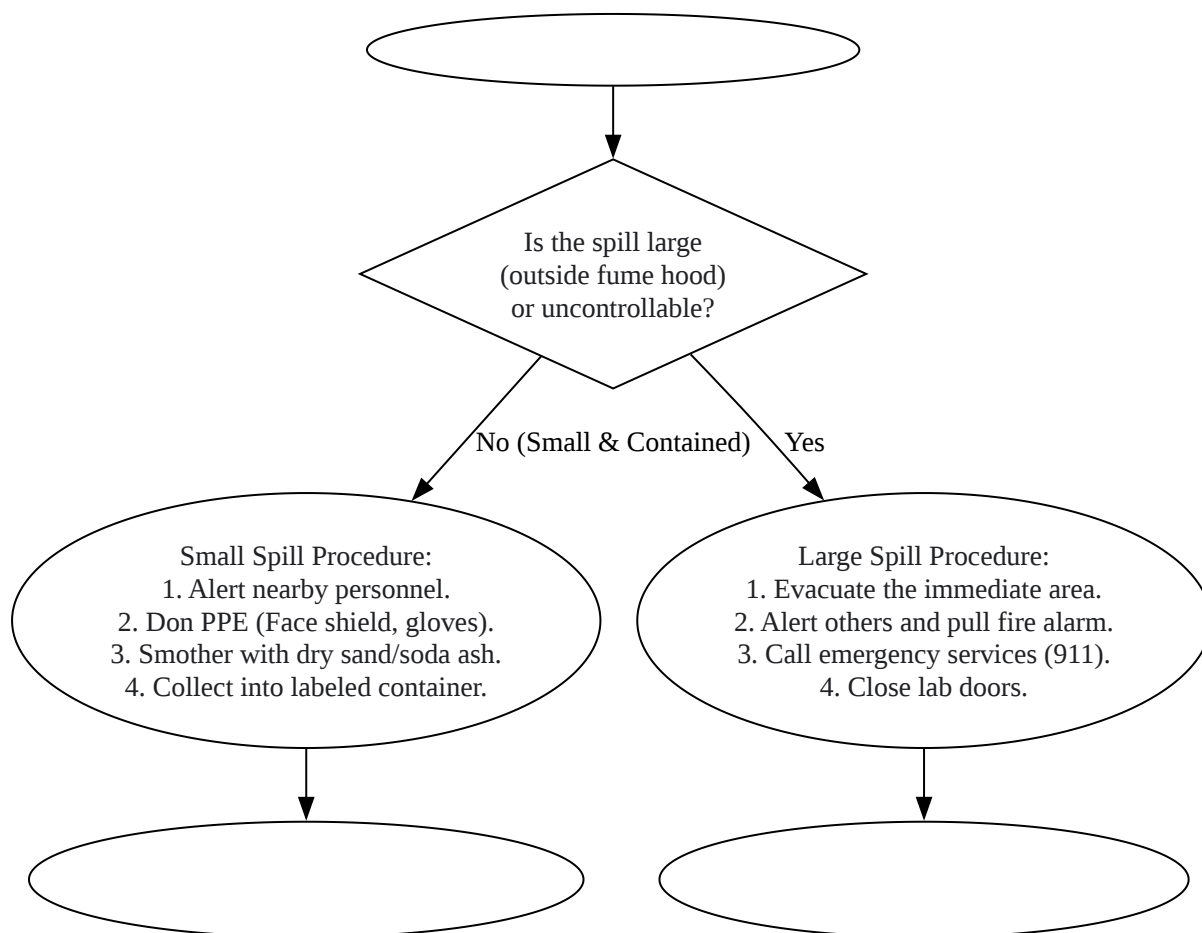 Is the spill large
(outside fume hood)
or uncontrollable?
No (Small & Contained)
Yes
Small Spill Procedure:
1. Alert nearby personnel.
2. Don PPE (Face shield, gloves).
3. Smother with dry sand/soda ash.
4. Collect into labeled container.
Large Spill Procedure:
1. Evacuate the immediate area.
2. Alert others and pull fire alarm.
3. Call emergency services (911).
4. Close lab doors.